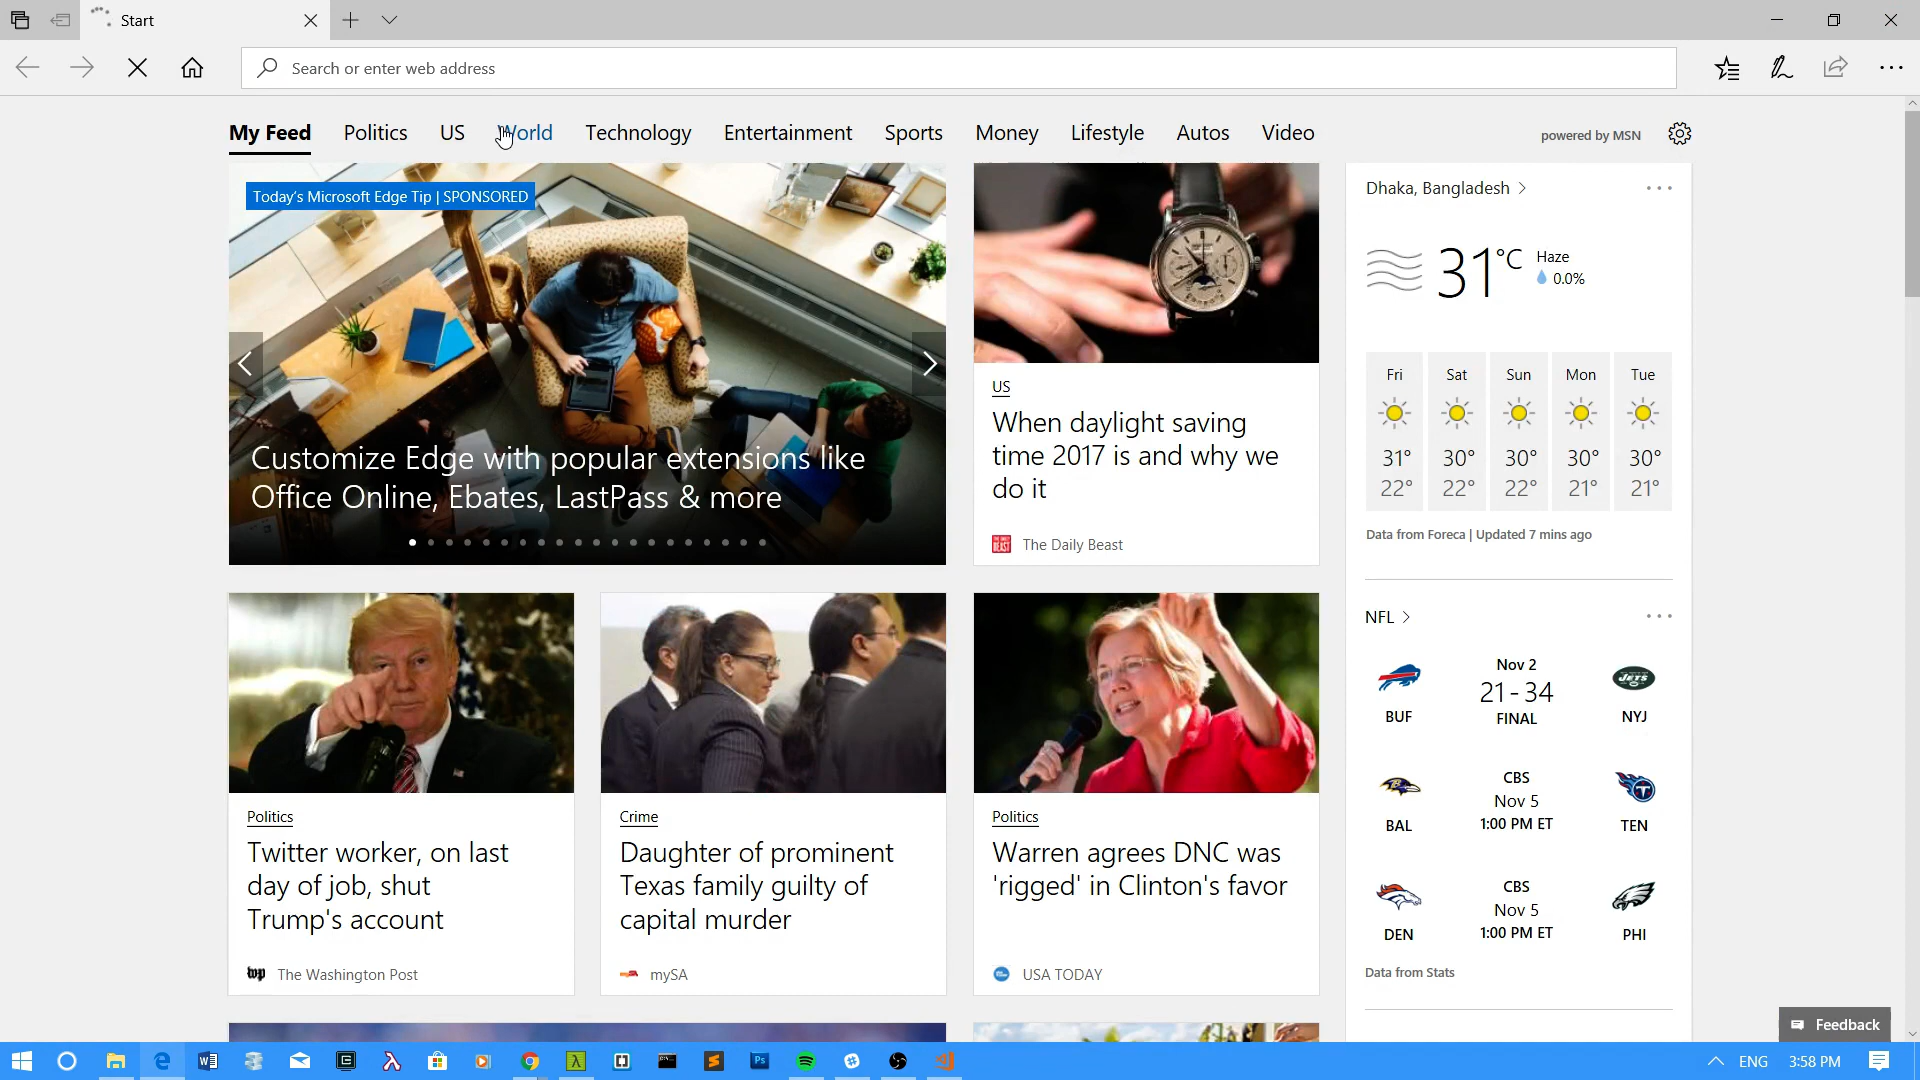 Start
Search or enter web address
My Feed Politics US World Technology Entertainment Sports Money Lifestyle Autos Video
powered by MSN
Today's Microsoft Edge Tip | SPONSORED
Customize Edge with popular extensions like
Office Online, Ebates, LastPass & more
US
When daylight saving
time 2017 is and why we
do it
The Daily Beast
Dhaka, Bangladesh
31°C
Haze
0.0%
Fri Sat Sun Mon Tue
31° 30° 30° 30° 30°
22° 22° 22° 21° 21°
Data from Foreca | Updated 7 mins ago
Politics
Twitter worker, on last
day of job, shut
Trump's account
wp The Washington Post
Crime
Daughter of prominent
Texas family guilty of
capital murder
mySA
Politics
Warren agrees DNC was
'rigged' in Clinton's favor
USA TODAY
NFL
Nov 2
21 - 34
JETS
BUF FINAL NYJ
CBS
Nov 5
BAL 1:00 PM ET TEN
CBS
Nov 5
DEN 1:00 PM ET PHI
Data from Stats
Feedback
Ps
ENG 3:58 PM